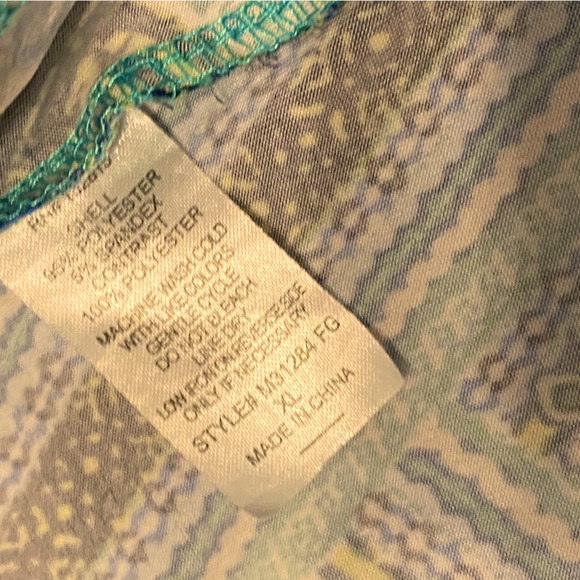 SHELL
95% POLYESTER
5% SPANDEX
CONTRAST
100% POLYESTER
MACHINE WASH COLD
WITH LIKE COLORS
GENTLE CYCLE
DO NOT BLEACH
LINE DRY
LOW IRON ON REVERSE SIDE
ONLY IF NECESSARY
STYLE# M31284 FG
XL
MADE IN CHINA